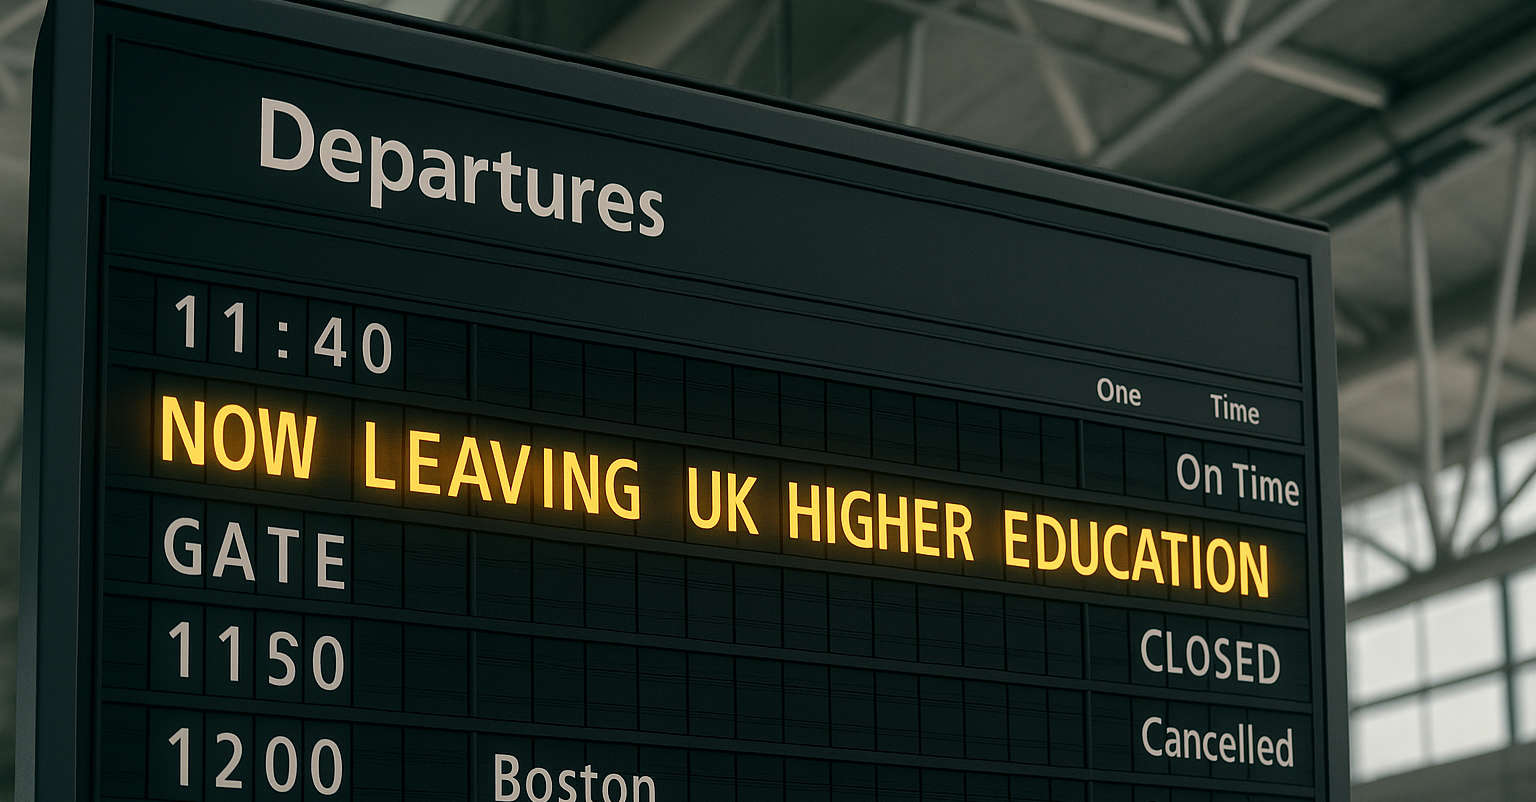 Departures
11:40
One Time
On Time
NOW LEAVING UK HIGHER EDUCATION
GATE
CLOSED
1150
Cancelled
1200 Boston